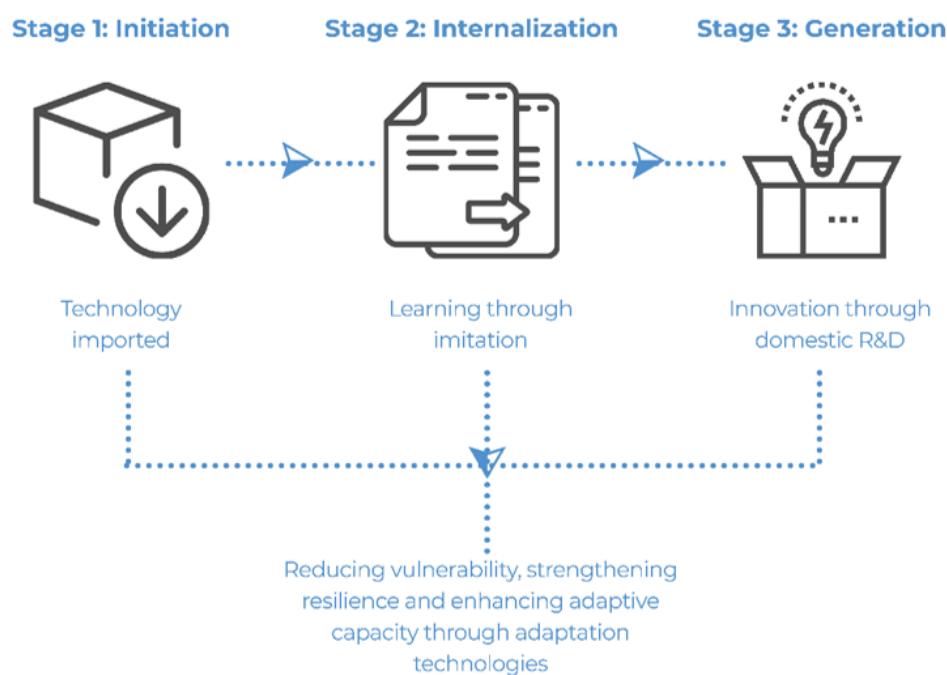 Stage 1: Initiation
Stage 2: Internalization
Stage 3: Generation
Technology
imported
Learning through
imitation
Innovation through
domestic R&D
Reducing vulnerability, strengthening
resilience and enhancing adaptive
capacity through adaptation
technologies